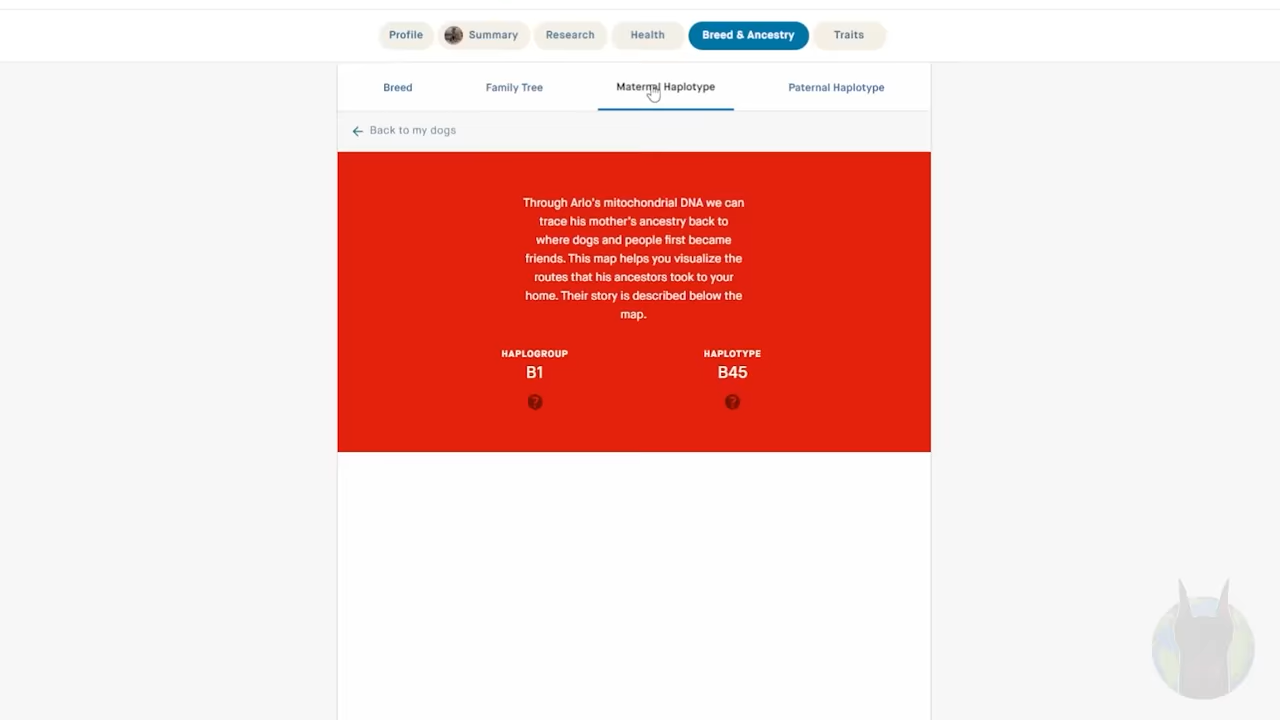 Profile
Summary
Research
Health
Breed & Ancestry
Traits
Breed
Family Tree
Maternal Haplotype
Paternal Haplotype
Back to my dogs
Through Arlo's mitochondrial DNA we can
trace his mother's ancestry back to
where dogs and people first became
friends. This map helps you visualize the
routes that his ancestors took to your
home. Their story is described below the
map.
HAPLOGROUP
B1
?
HAPLOTYPE
B45
?